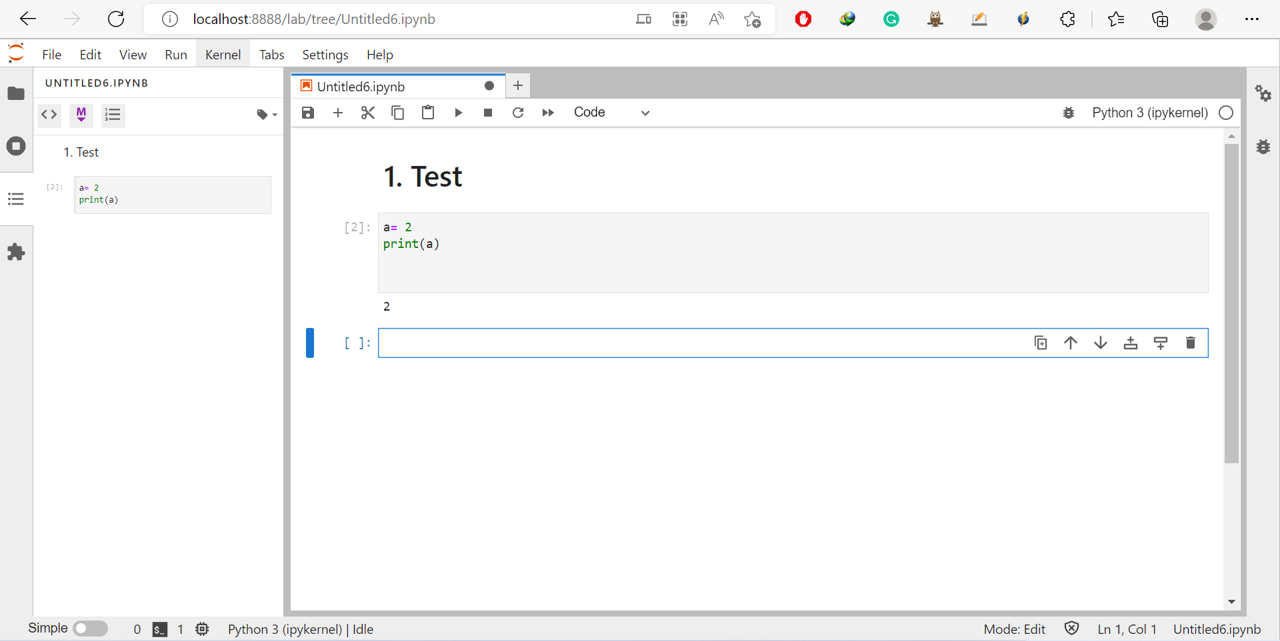 localhost:8888/lab/tree/Untitled6.ipynb
File Edit View Run Kernel Tabs Settings Help
UNTITLED6.IPYNB
Untitled6.ipynb
Code
Python 3 (ipykernel)
1. Test
[2]:
a= 2
print(a)
1. Test
[2]:
a= 2
print(a)
2
[ ]:
Simple 0 1 Python 3 (ipykernel) | Idle Mode: Edit Ln 1, Col 1 Untitled6.ipynb